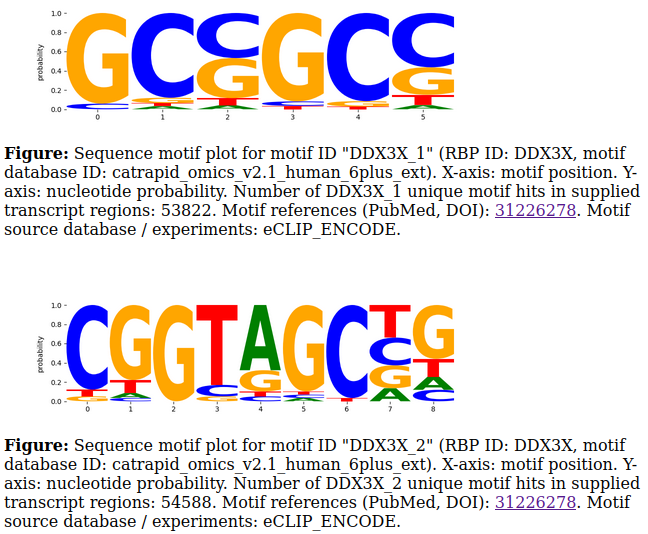 1.0
0.8
0.6
0.4
0.2
0.0
probability
0 1 2 3 4 5
Figure: Sequence motif plot for motif ID "DDX3X_1" (RBP ID: DDX3X, motif
database ID: catrapid_omics_v2.1_human_6plus_ext). X-axis: motif position. Y-
axis: nucleotide probability. Number of DDX3X_1 unique motif hits in supplied
transcript regions: 53822. Motif references (PubMed, DOI): 31226278. Motif
source database / experiments: eCLIP_ENCODE.
1.0
0.8
0.6
0.4
0.2
0.0
probability
0 1 2 3 4 5 6 7 8
Figure: Sequence motif plot for motif ID "DDX3X_2" (RBP ID: DDX3X, motif
database ID: catrapid_omics_v2.1_human_6plus_ext). X-axis: motif position. Y-
axis: nucleotide probability. Number of DDX3X_2 unique motif hits in supplied
transcript regions: 54588. Motif references (PubMed, DOI): 31226278. Motif
source database / experiments: eCLIP_ENCODE.